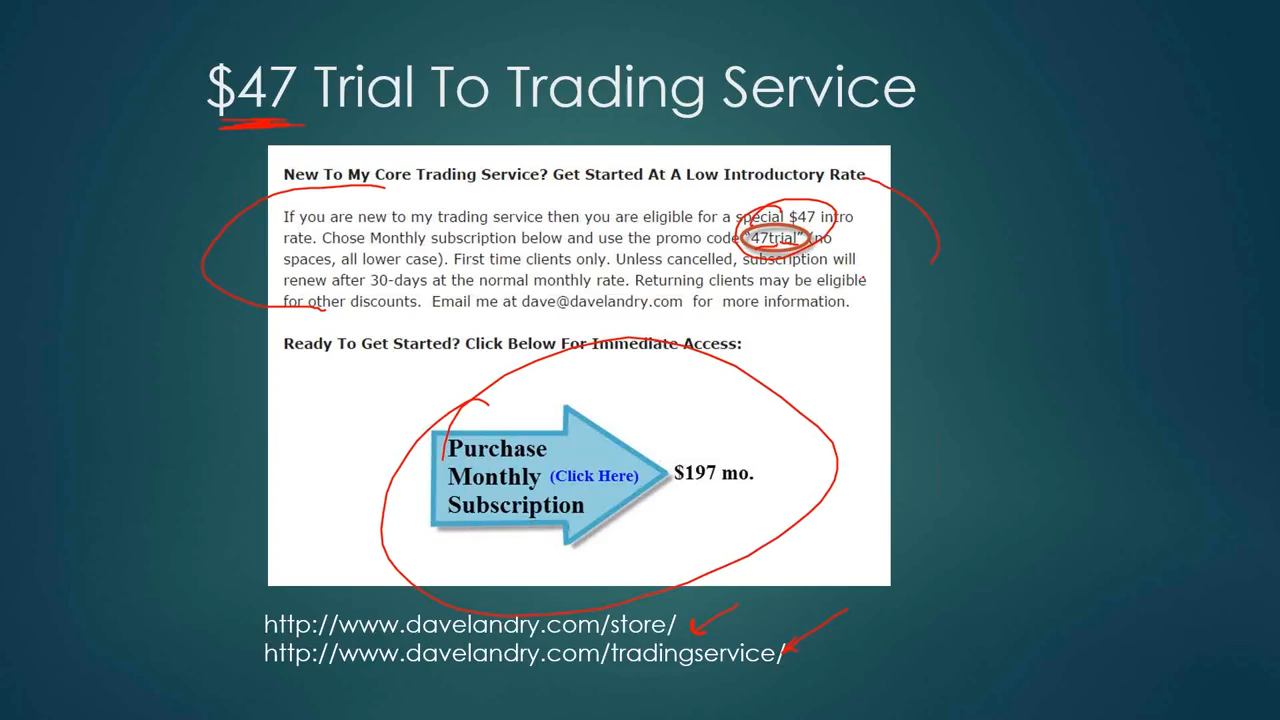 $47 Trial To Trading Service
New To My Core Trading Service? Get Started At A Low Introductory Rate
If you are new to my trading service then you are eligible for a special $47 intro
rate. Chose Monthly subscription below and use the promo code "47trial" (no
spaces, all lower case). First time clients only. Unless cancelled, subscription will
renew after 30-days at the normal monthly rate. Returning clients may be eligible
for other discounts. Email me at dave@davelandry.com for more information.
Ready To Get Started? Click Below For Immediate Access:
Purchase
Monthly (Click Here) $197 mo.
Subscription
http://www.davelandry.com/store/
http://www.davelandry.com/tradingservice/